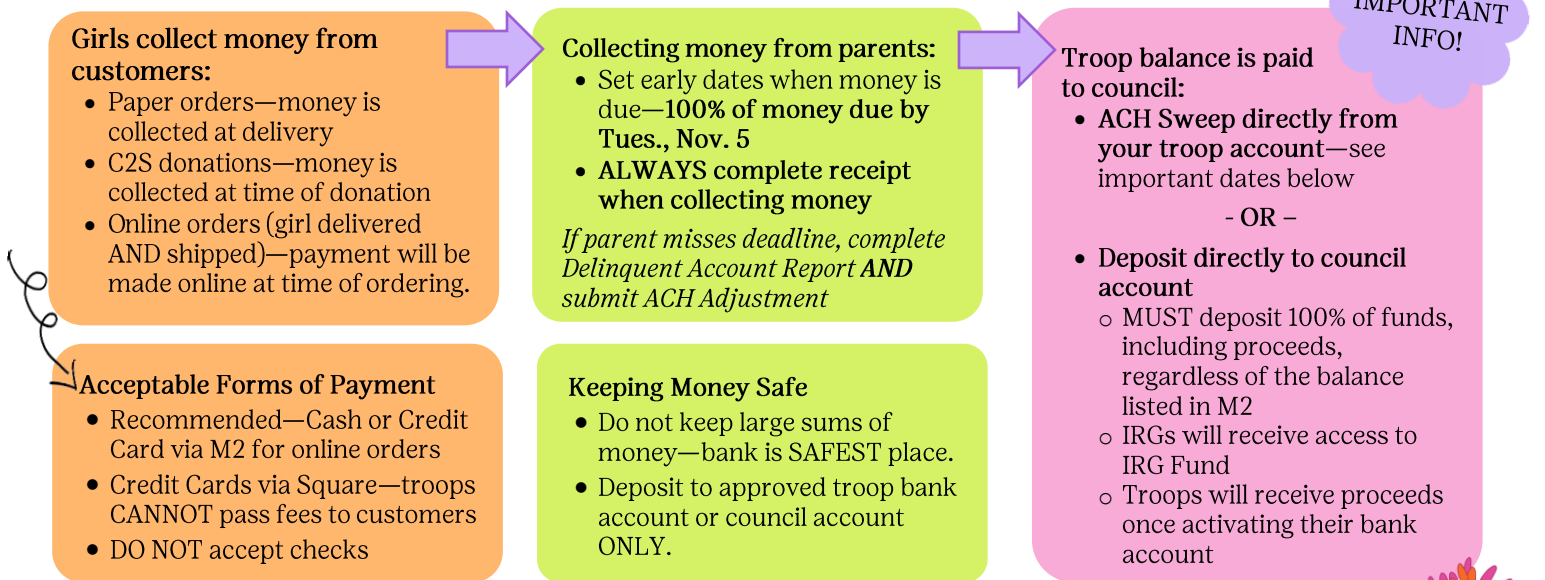 Girls collect money from
customers:
• Paper orders—money is
collected at delivery
• C2S donations—money is
collected at time of donation
• Online orders (girl delivered
AND shipped)—payment will be
made online at time of ordering.
Acceptable Forms of Payment
• Recommended—Cash or Credit
Card via M2 for online orders
• Credit Cards via Square—troops
CANNOT pass fees to customers
• DO NOT accept checks
Collecting money from parents:
• Set early dates when money is
due—100% of money due by
Tues., Nov. 5
• ALWAYS complete receipt
when collecting money
If parent misses deadline, complete
Delinquent Account Report AND
submit ACH Adjustment
Keeping Money Safe
• Do not keep large sums of
money—bank is SAFEST place.
• Deposit to approved troop bank
account or council account
ONLY.
IMPORTANT
INFO!
Troop balance is paid
to council:
• ACH Sweep directly from
your troop account—see
important dates below
- OR –
• Deposit directly to council
account
o MUST deposit 100% of funds,
including proceeds,
regardless of the balance
listed in M2
o IRGs will receive access to
IRG Fund
o Troops will receive proceeds
once activating their bank
account